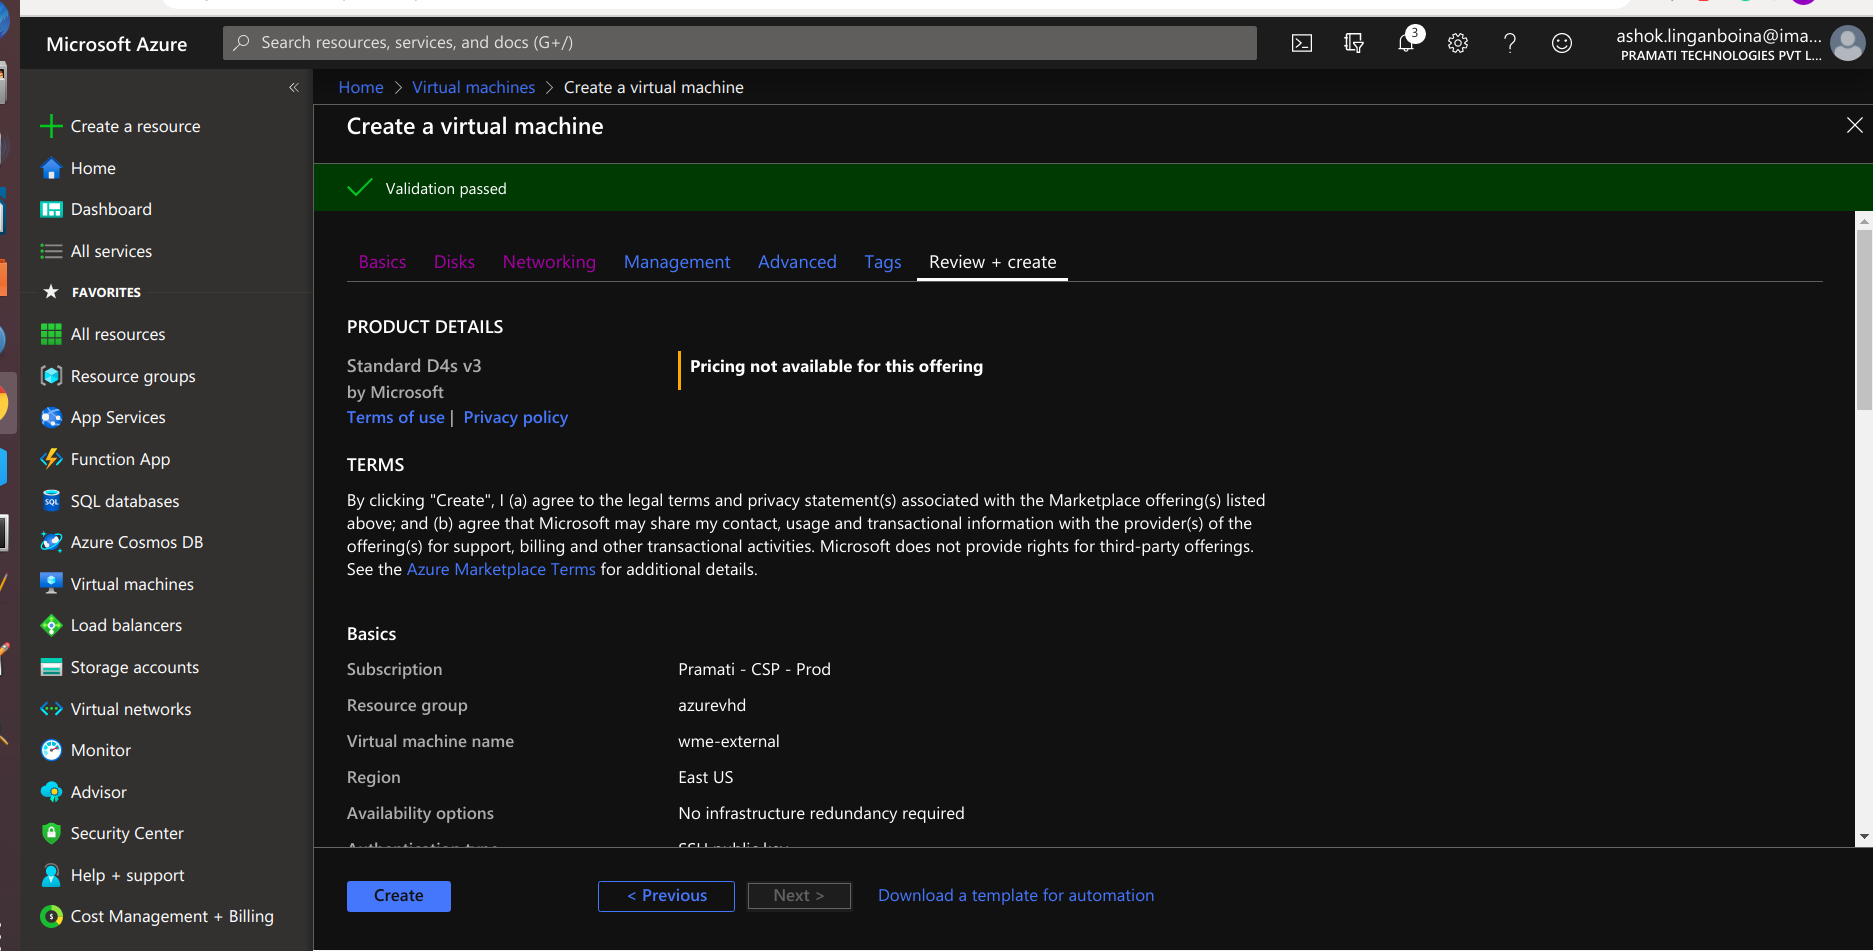 Microsoft Azure
Search resources, services, and docs (G+/)
3
ashok.linganboina@ima...
PRAMATI TECHNOLOGIES PVT L...
«
Create a resource
Home
Dashboard
All services
FAVORITES
All resources
Resource groups
App Services
Function App
SQL
SQL databases
Azure Cosmos DB
Virtual machines
Load balancers
Storage accounts
Virtual networks
Monitor
Advisor
Security Center
Help + support
Cost Management + Billing
Home > Virtual machines > Create a virtual machine
Create a virtual machine
Validation passed
Basics Disks Networking Management Advanced Tags Review + create
PRODUCT DETAILS
Standard D4s v3
by Microsoft
Terms of use | Privacy policy
Pricing not available for this offering
TERMS
By clicking "Create", I (a) agree to the legal terms and privacy statement(s) associated with the Marketplace offering(s) listed
above; and (b) agree that Microsoft may share my contact, usage and transactional information with the provider(s) of the
offering(s) for support, billing and other transactional activities. Microsoft does not provide rights for third-party offerings.
See the Azure Marketplace Terms for additional details.
Basics
Subscription Pramati - CSP - Prod
Resource group azurevhd
Virtual machine name wme-external
Region East US
Availability options No infrastructure redundancy required
Authentication type SSH public key
Create < Previous Next > Download a template for automation